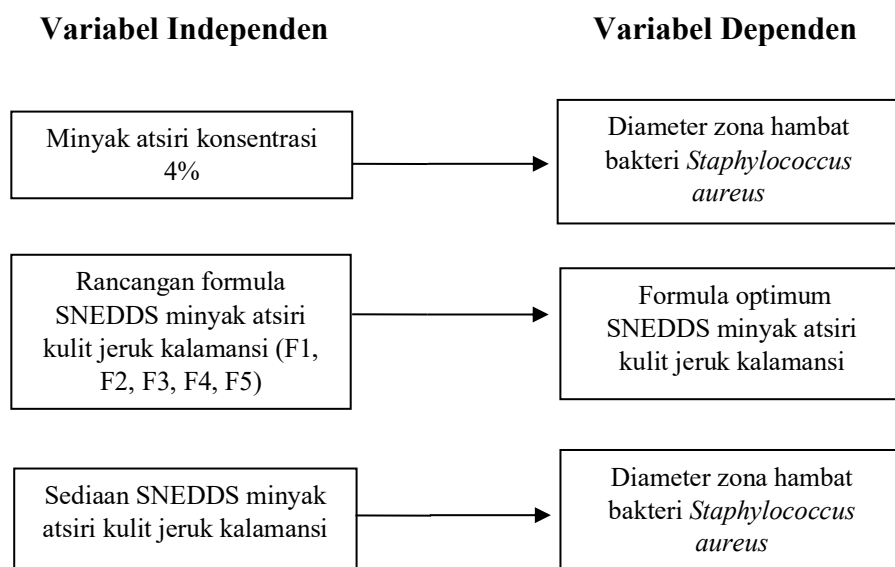 Variabel Independen
Variabel Dependen
Minyak atsiri konsentrasi
4%
Diameter zona hambat
bakteri Staphylococcus
aureus
Rancangan formula
SNEDDS minyak atsiri
kulit jeruk kalamansi (F1,
F2, F3, F4, F5)
Formula optimum
SNEDDS minyak atsiri
kulit jeruk kalamansi
Sediaan SNEDDS minyak
atsiri kulit jeruk kalamansi
Diameter zona hambat
bakteri Staphylococcus
aureus